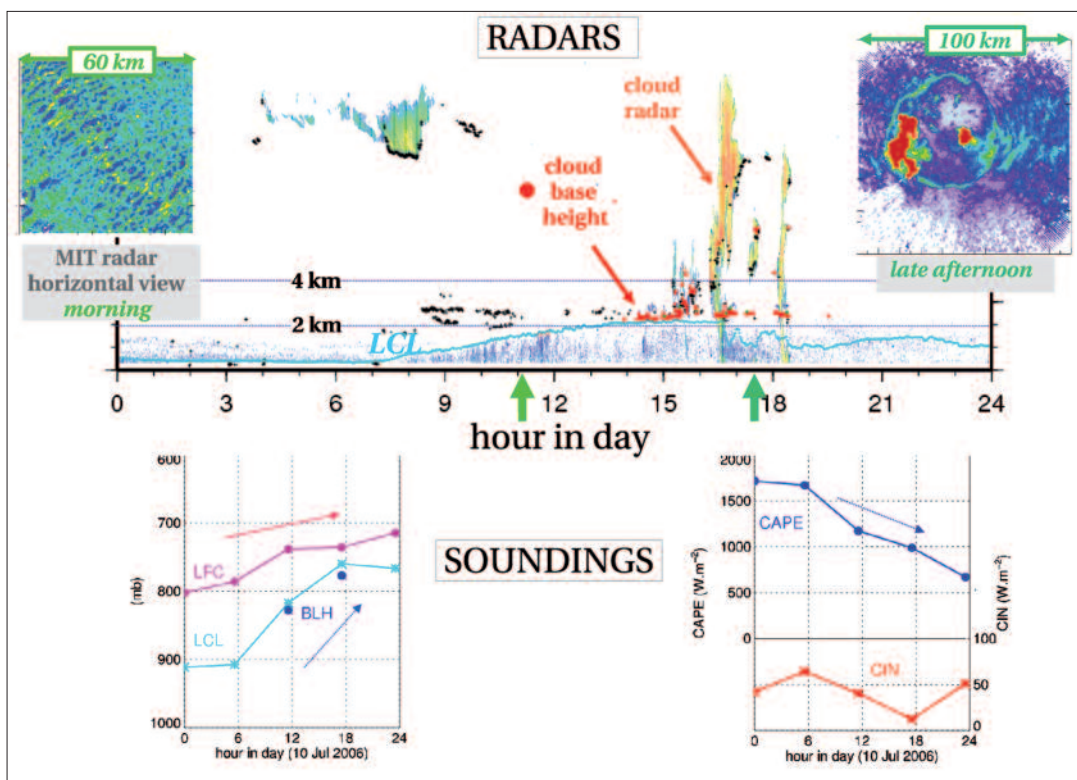 RADARS
60 km
100 km
cloud
radar
cloud
base
height
MIT radar
horizontal view
morning
late afternoon
4 km
2 km
LCL
0 3 6 9 12 15 18 21 24
hour in day
SOUNDINGS
600
700
800
900
1000
(mb)
LFC
LCL
BLH
0 6 12 18 24
hour in day (10 Jul 2006)
2000
1500
1000
500
0
CAPE (W.m⁻²)
CAPE
100
50
0
CIN (W.m⁻²)
CIN
0 6 12 18 24
hour in day (10 Jul 2006)